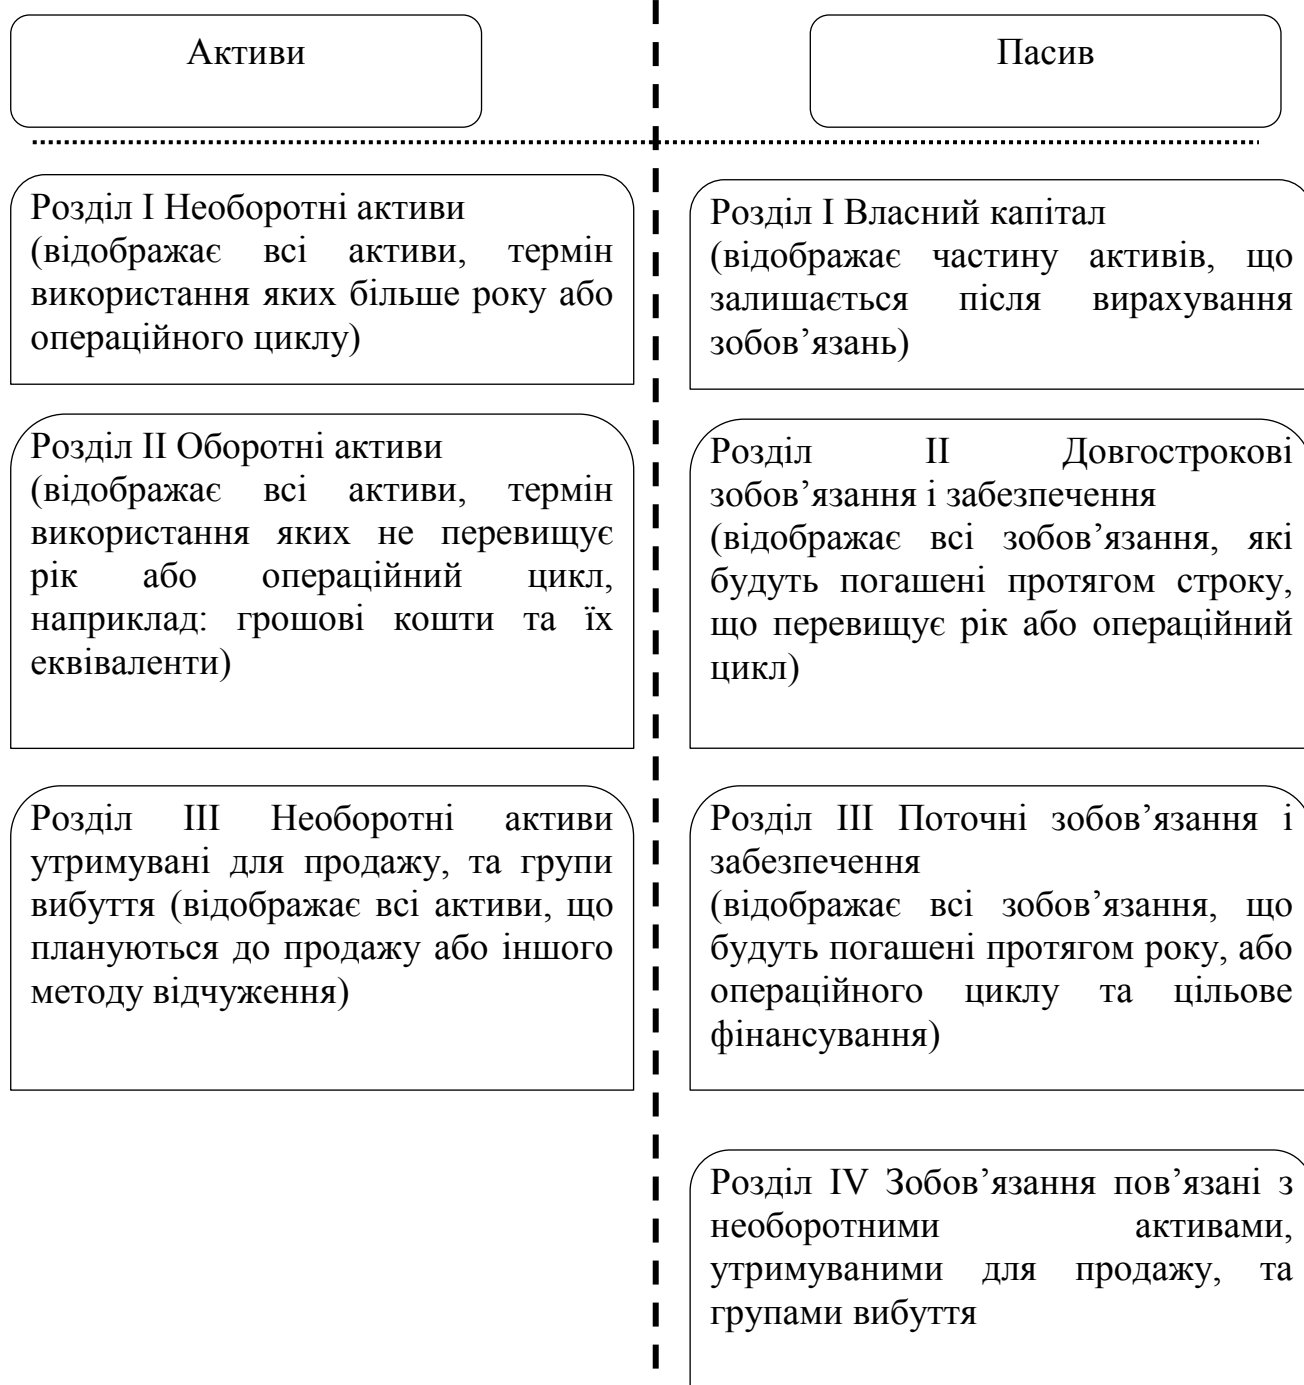 Активи
Пасив
Розділ I Необоротні активи
(відображає всі активи, термін
використання яких більше року або
операційного циклу)
Розділ I Власний капітал
(відображає частину активів, що
залишається після вирахування
зобов’язань)
Розділ II Оборотні активи
(відображає всі активи, термін
використання яких не перевищує
рік або операційний цикл,
наприклад: грошові кошти та їх
еквіваленти)
Розділ II Довгострокові
зобов’язання і забезпечення
(відображає всі зобов’язання, які
будуть погашені протягом строку,
що перевищує рік або операційний
цикл)
Розділ III Необоротні активи
утримувані для продажу, та групи
вибуття (відображає всі активи, що
плануються до продажу або іншого
методу відчуження)
Розділ III Поточні зобов’язання і
забезпечення
(відображає всі зобов’язання, що
будуть погашені протягом року, або
операційного циклу та цільове
фінансування)
Розділ IV Зобов’язання пов’язані з
необоротними активами,
утримуваними для продажу, та
групами вибуття